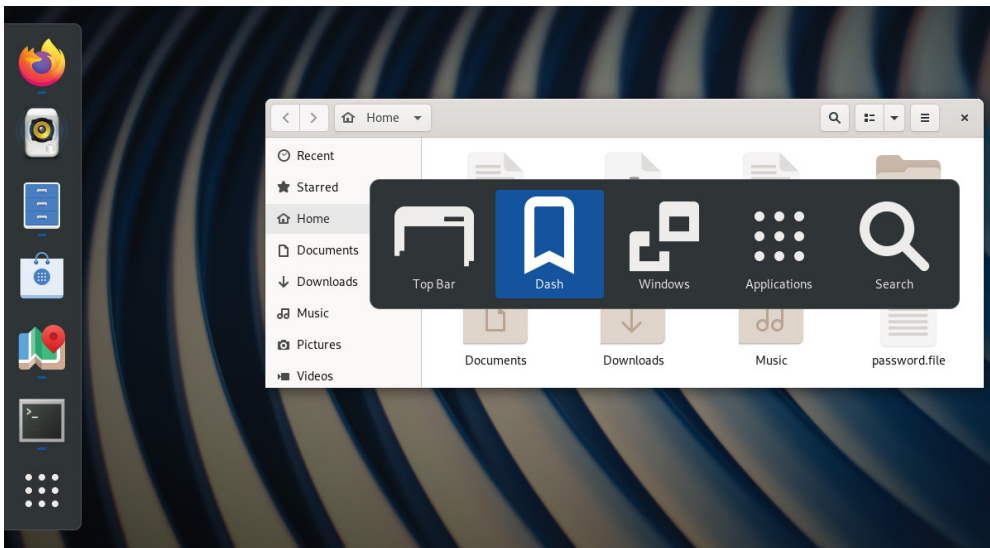 Home
Recent
Starred
Home
Documents
Downloads
Music
Pictures
Videos
Top Bar
Dash
Windows
Applications
Search
Documents
Downloads
Music
password.file
>_